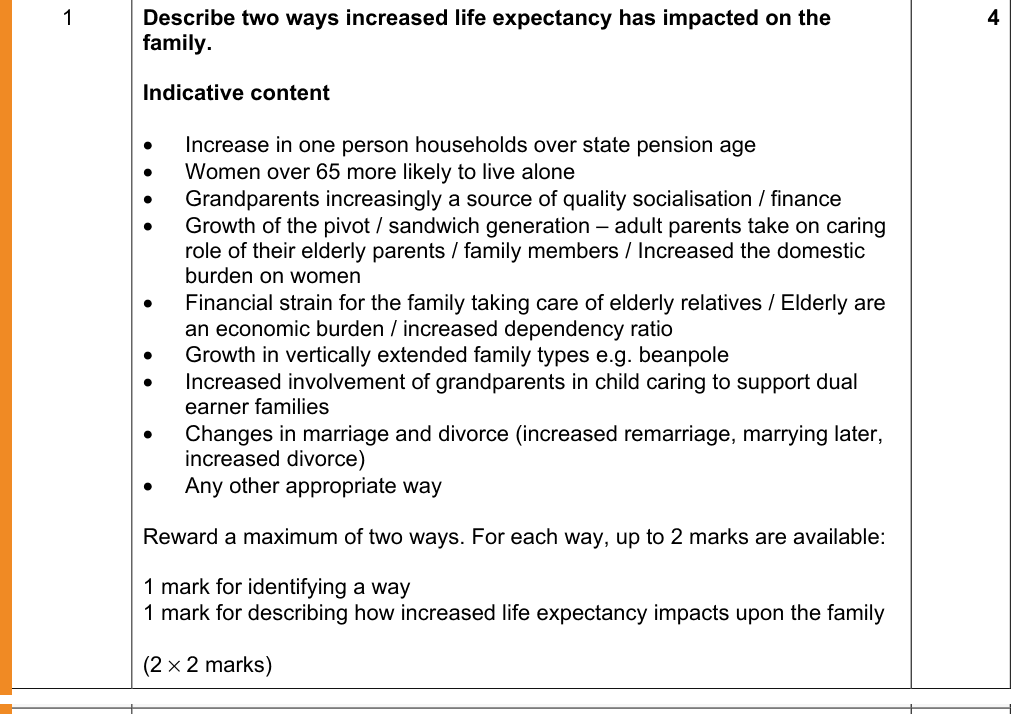 1 Describe two ways increased life expectancy has impacted on the 4
family.
Indicative content
• Increase in one person households over state pension age
• Women over 65 more likely to live alone
• Grandparents increasingly a source of quality socialisation / finance
• Growth of the pivot / sandwich generation – adult parents take on caring
role of their elderly parents / family members / Increased the domestic
burden on women
• Financial strain for the family taking care of elderly relatives / Elderly are
an economic burden / increased dependency ratio
• Growth in vertically extended family types e.g. beanpole
• Increased involvement of grandparents in child caring to support dual
earner families
• Changes in marriage and divorce (increased remarriage, marrying later,
increased divorce)
• Any other appropriate way
Reward a maximum of two ways. For each way, up to 2 marks are available:
1 mark for identifying a way
1 mark for describing how increased life expectancy impacts upon the family
(2 × 2 marks)